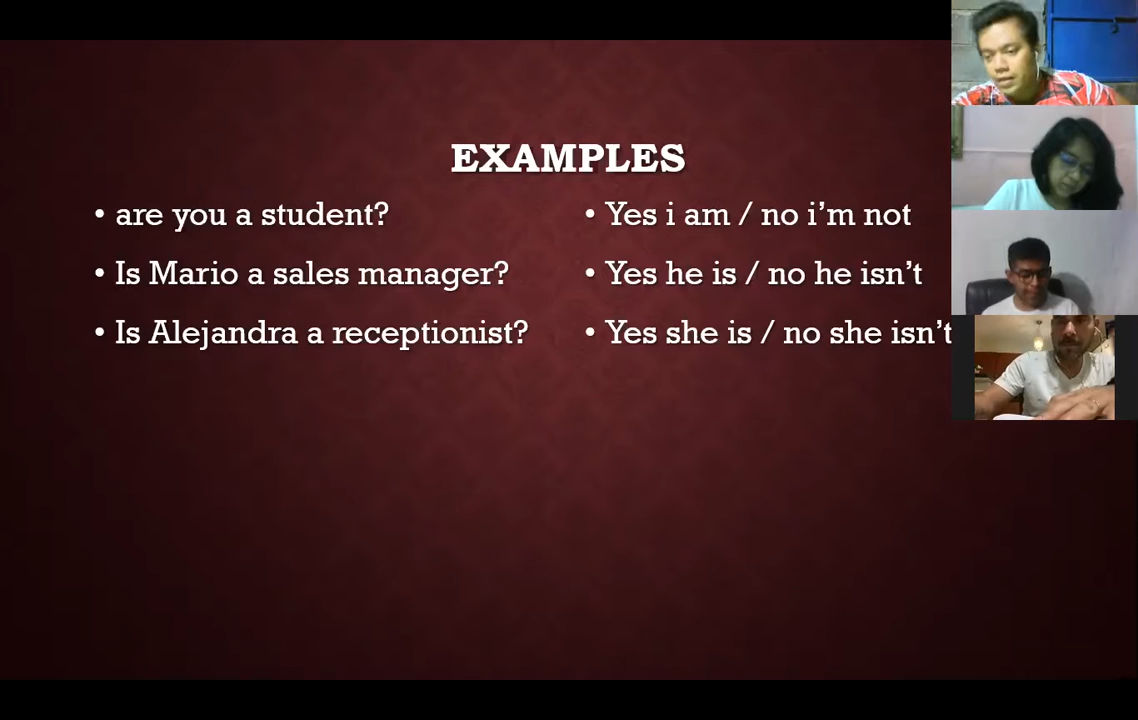 EXAMPLES
• are you a student?
• Is Mario a sales manager?
• Is Alejandra a receptionist?
• Yes i am / no i’m not
• Yes he is / no he isn’t
• Yes she is / no she isn’t